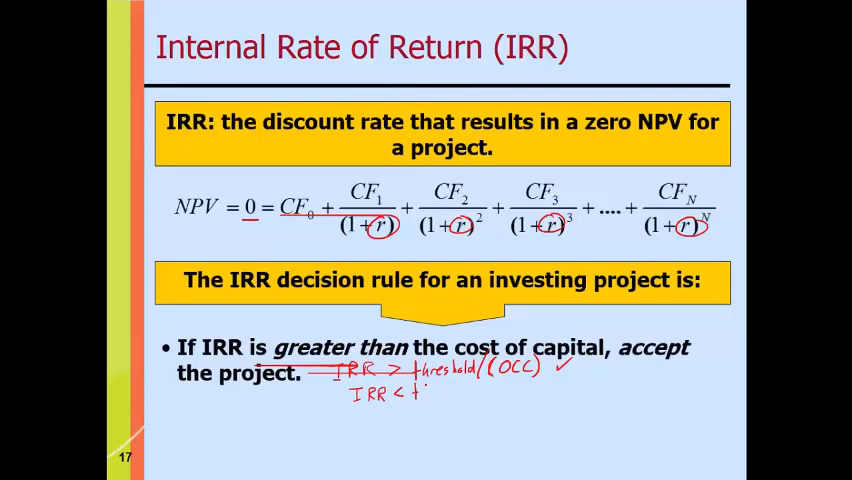 Internal Rate of Return (IRR)
IRR: the discount rate that results in a zero NPV for
a project.
NPV = 0 = CF₀ + CF₁/(1+r) + CF₂/(1+r)² + CF₃/(1+r)³ + .... + CF_N/(1+r)^N
The IRR decision rule for an investing project is:
• If IRR is greater than the cost of capital, accept
the project. IRR > threshold/(OCC) ✓
IRR < t
17